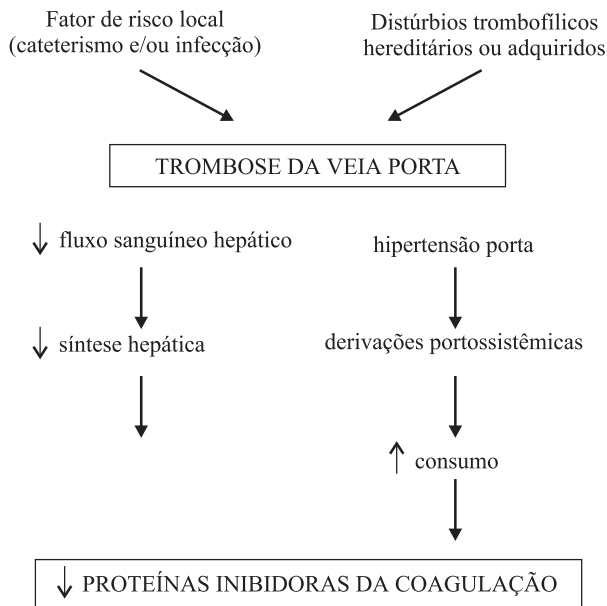 Fator de risco local
(cateterismo e/ou infecção)
Distúrbios trombofílicos
hereditários ou adquiridos
TROMBOSE DA VEIA PORTA
↓ fluxo sanguíneo hepático
hipertensão porta
↓ síntese hepática
derivações portossistêmicas
↑ consumo
↓ PROTEÍNAS INIBIDORAS DA COAGULAÇÃO